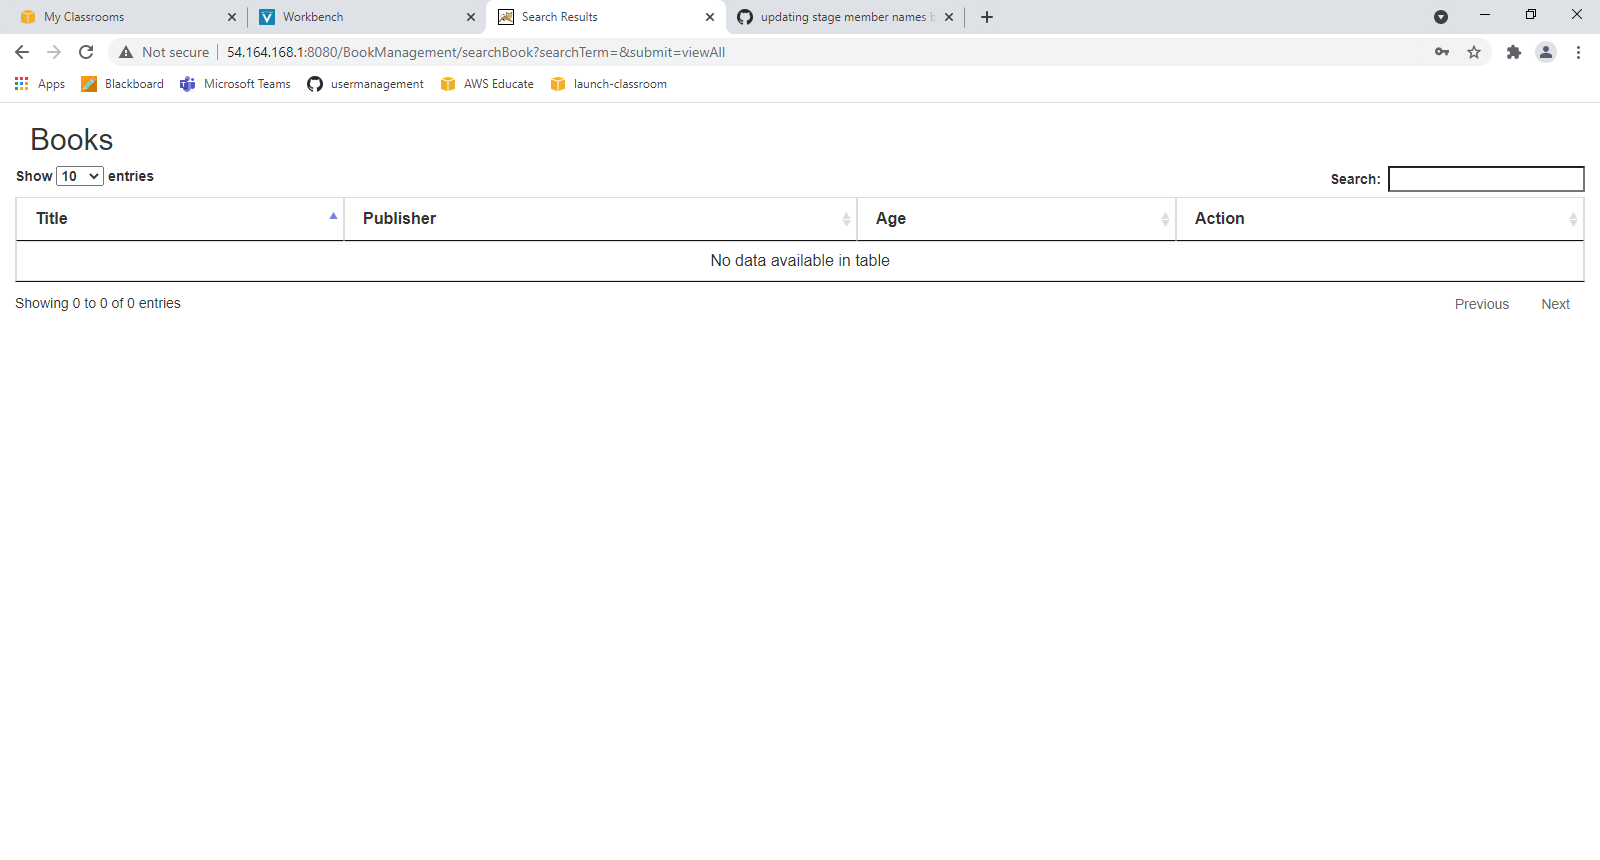 My Classrooms
Workbench
Search Results
updating stage member names
Not secure
54.164.168.1:8080/BookManagement/searchBook?searchTerm=&submit=viewAll
Apps
Blackboard
Microsoft Teams
usermanagement
AWS Educate
launch-classroom
Books
Show 10 entries
Search:
Title Publisher Age Action
No data available in table
Showing 0 to 0 of 0 entries
Previous Next